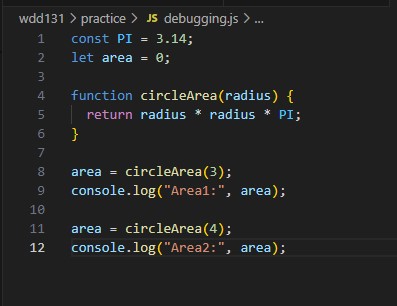 wdd131 > practice > JS debugging.js > ...
1 const PI = 3.14;
2 let area = 0;
3
4 function circleArea(radius) {
5 return radius * radius * PI;
6 }
7
8 area = circleArea(3);
9 console.log("Area1:", area);
10
11 area = circleArea(4);
12 console.log("Area2:", area);